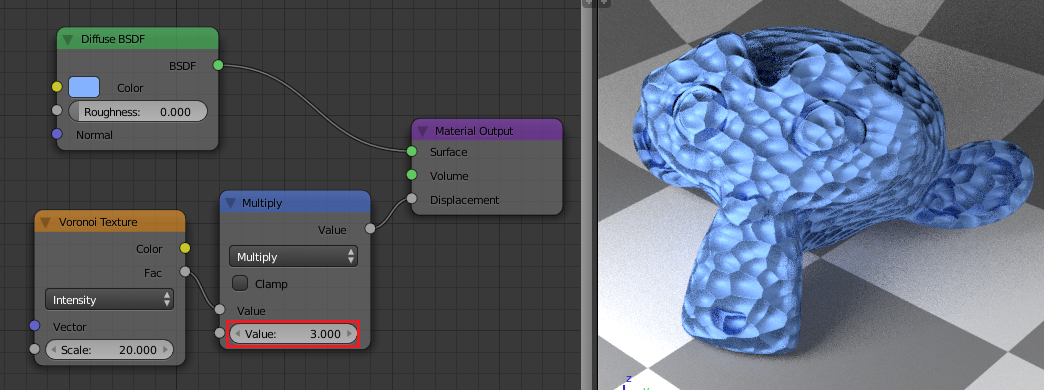 Diffuse BSDF
BSDF
Color
Roughness: 0.000
Normal
Material Output
Surface
Volume
Displacement
Voronoi Texture
Color
Fac
Intensity
Vector
Scale: 20.000
Multiply
Value
Multiply
Clamp
Value
Value: 3.000
z